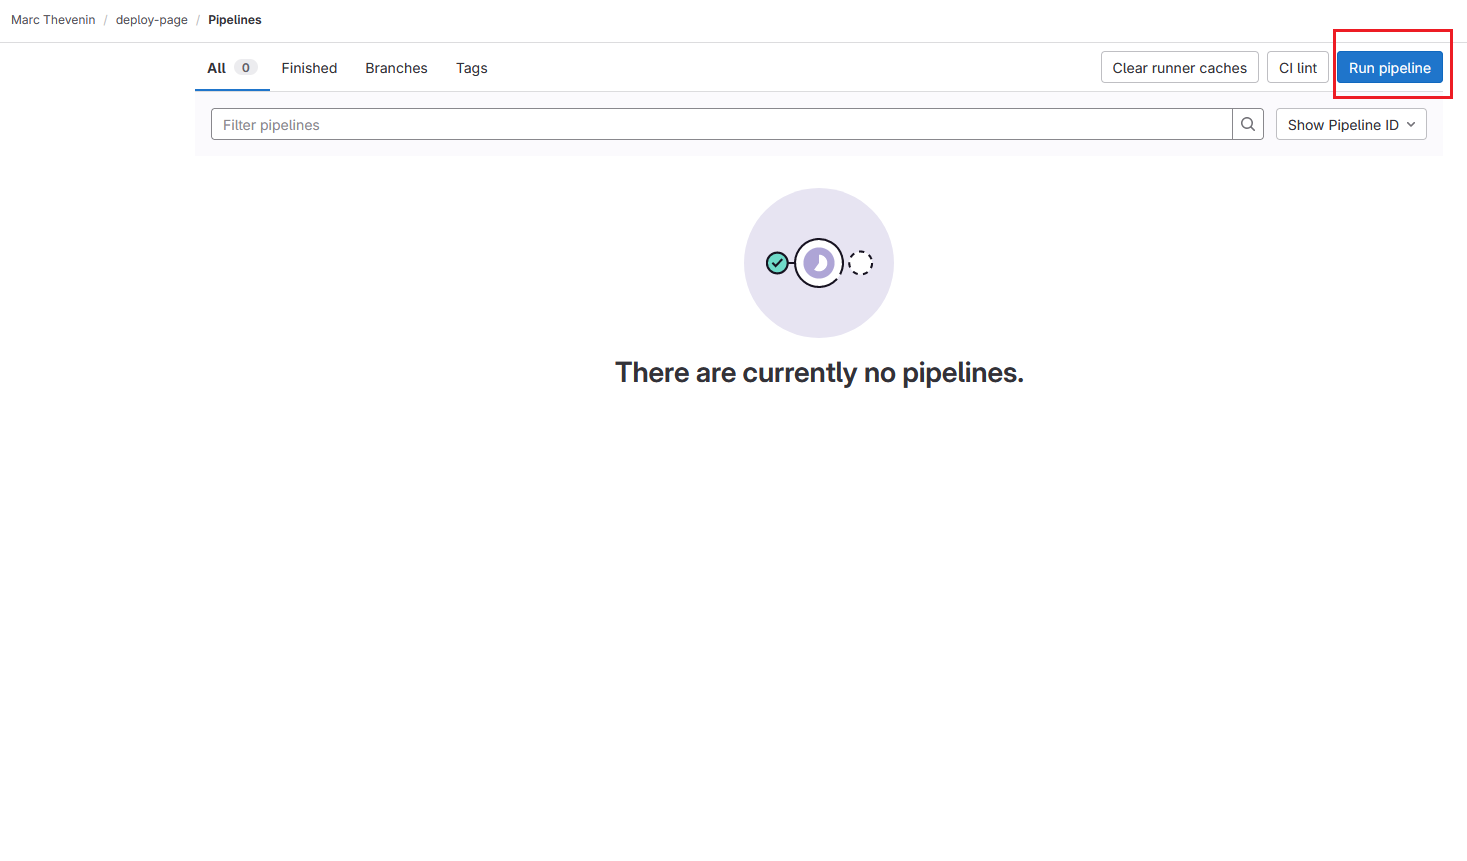 Marc Thevenin / deploy-page / Pipelines
All 0 Finished Branches Tags Clear runner caches CI lint Run pipeline
Filter pipelines Show Pipeline ID
There are currently no pipelines.